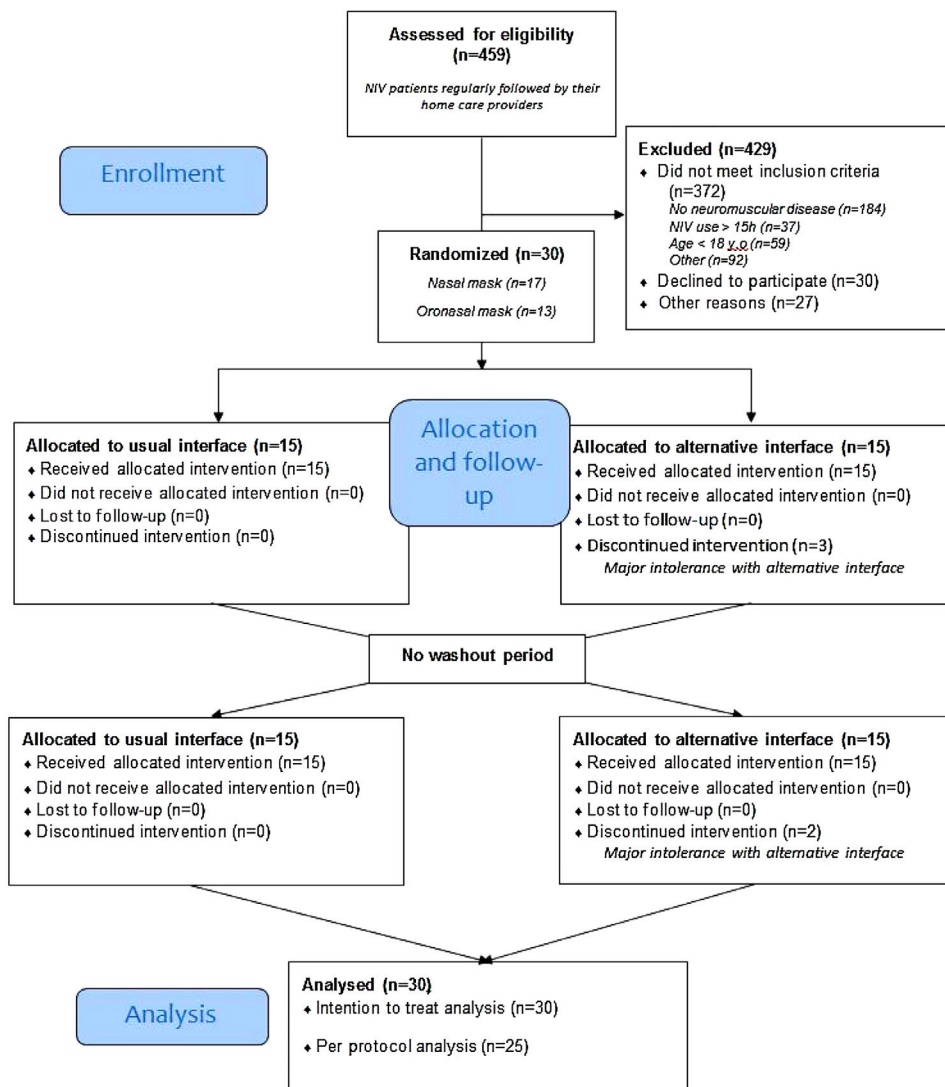 Assessed for eligibility
(n=459)
NIV patients regularly followed by their
home care providers
Enrollment
Excluded (n=429)
♦ Did not meet inclusion criteria
(n=372)
No neuromuscular disease (n=184)
NIV use > 15h (n=37)
Age < 18 y.o (n=59)
Other (n=92)
♦ Declined to participate (n=30)
♦ Other reasons (n=27)
Randomized (n=30)
Nasal mask (n=17)
Oronasal mask (n=13)
Allocation
and follow-
up
Allocated to usual interface (n=15)
♦ Received allocated intervention (n=15)
♦ Did not receive allocated intervention (n=0)
♦ Lost to follow-up (n=0)
♦ Discontinued intervention (n=0)
Allocated to alternative interface (n=15)
♦ Received allocated intervention (n=15)
♦ Did not receive allocated intervention (n=0)
♦ Lost to follow-up (n=0)
♦ Discontinued intervention (n=3)
Major intolerance with alternative interface
No washout period
Allocated to usual interface (n=15)
♦ Received allocated intervention (n=15)
♦ Did not receive allocated intervention (n=0)
♦ Lost to follow-up (n=0)
♦ Discontinued intervention (n=0)
Allocated to alternative interface (n=15)
♦ Received allocated intervention (n=15)
♦ Did not receive allocated intervention (n=0)
♦ Lost to follow-up (n=0)
♦ Discontinued intervention (n=2)
Major intolerance with alternative interface
Analysis
Analysed (n=30)
♦ Intention to treat analysis (n=30)
♦ Per protocol analysis (n=25)